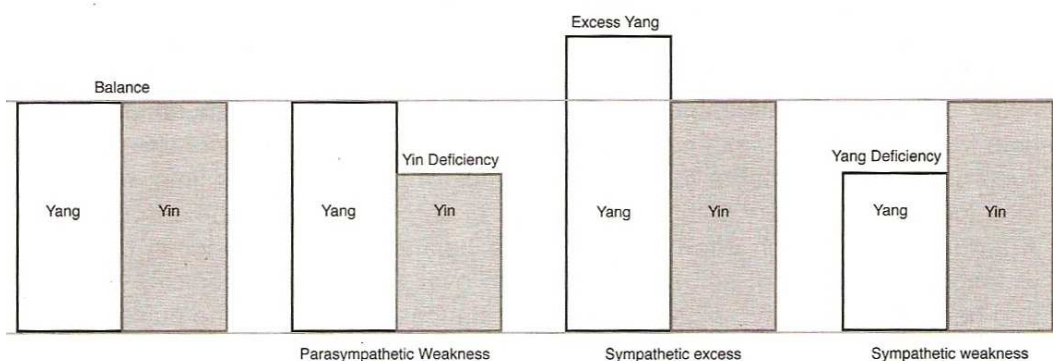 Excess Yang
Balance
Yin Deficiency
Yang Deficiency
Yang Yin Yang Yin Yang Yin Yang Yin
Parasympathetic Weakness Sympathetic excess Sympathetic weakness